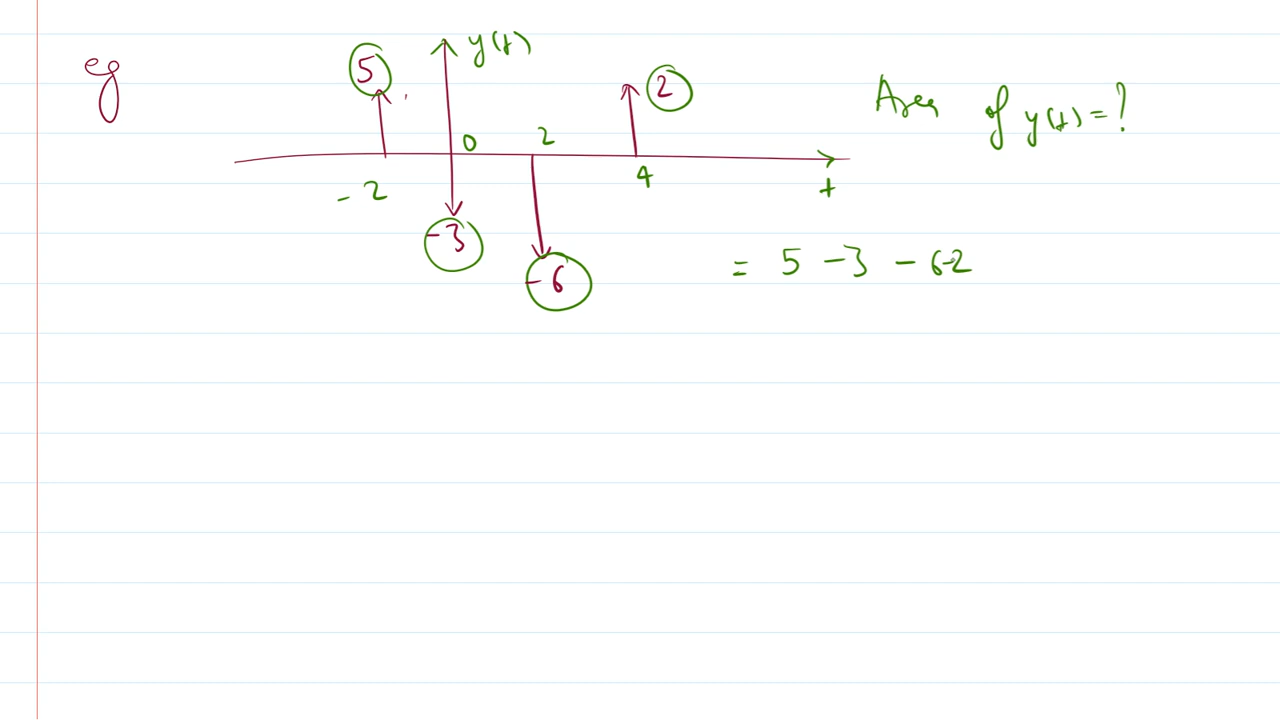 eg
5 y(t) 2
Area of y(t) = ?
0 2
-2 4 t
-3
-6
= 5 -3 - 6-2